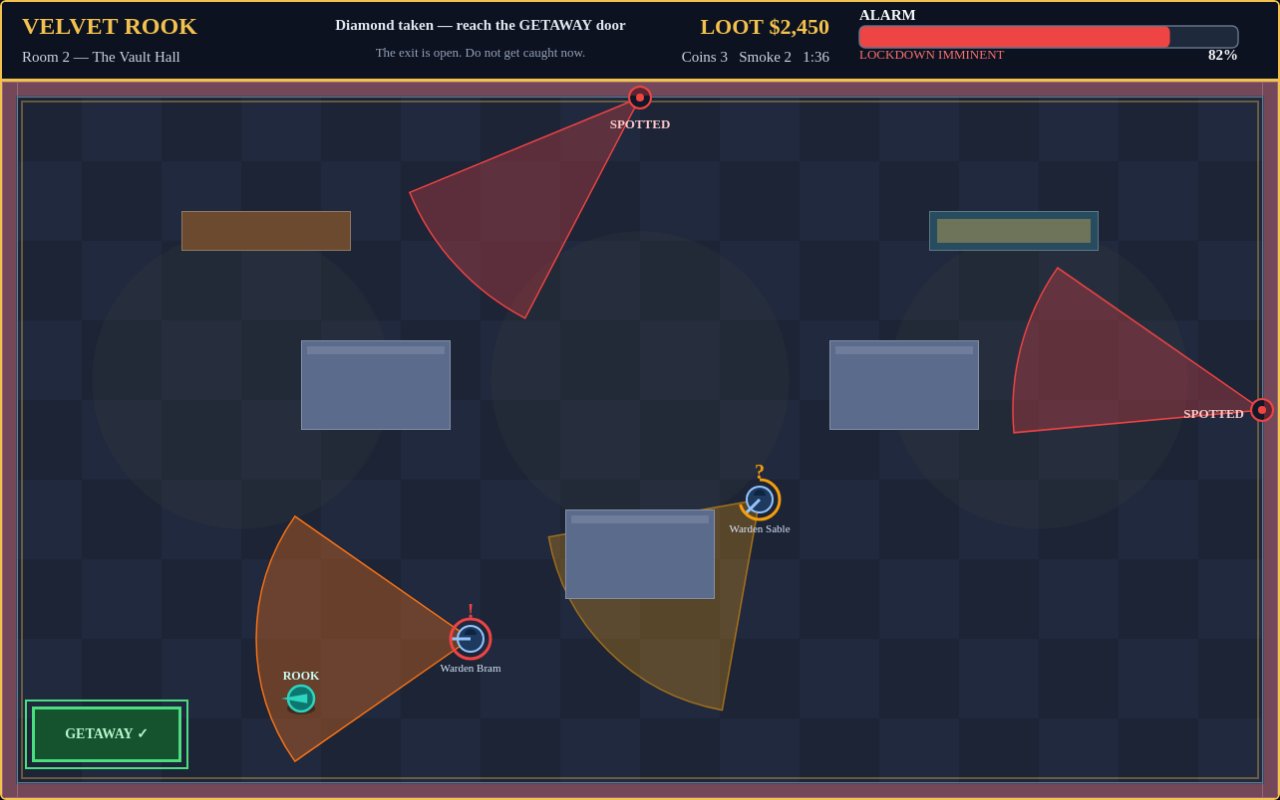 VELVET ROOK
Room 2 — The Vault Hall
Diamond taken — reach the GETAWAY door
The exit is open. Do not get caught now.
LOOT $2,450
Coins 3 Smoke 2 1:36
ALARM
LOCKDOWN IMMINENT
82%
SPOTTED
SPOTTED
?
Warden Sable
!
Warden Bram
ROOK
GETAWAY ✓